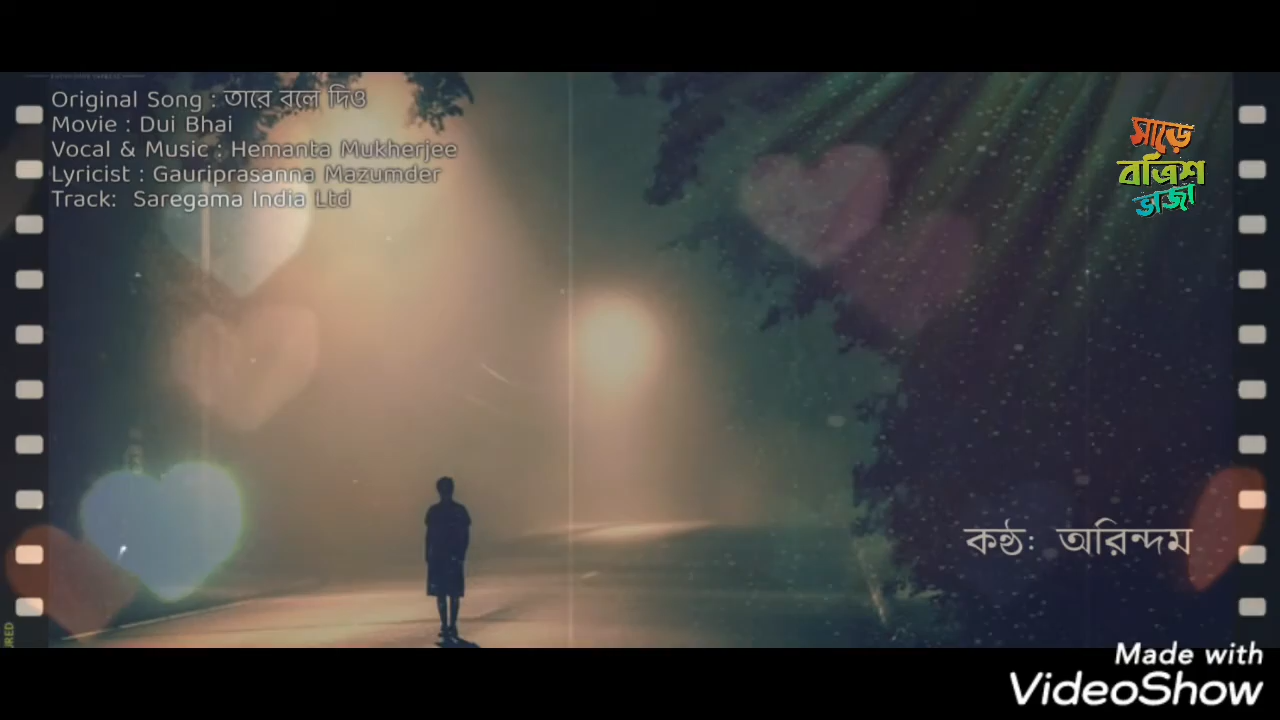 Original Song : তারে বলে দিও
Movie : Dui Bhai
Vocal & Music : Hemanta Mukherjee
Lyricist : Gauriprasanna Mazumder
Track: Saregama India Ltd
সাড়ে
বত্রিশ
ভাজা
কণ্ঠ: অরিন্দম
Made with
VideoShow